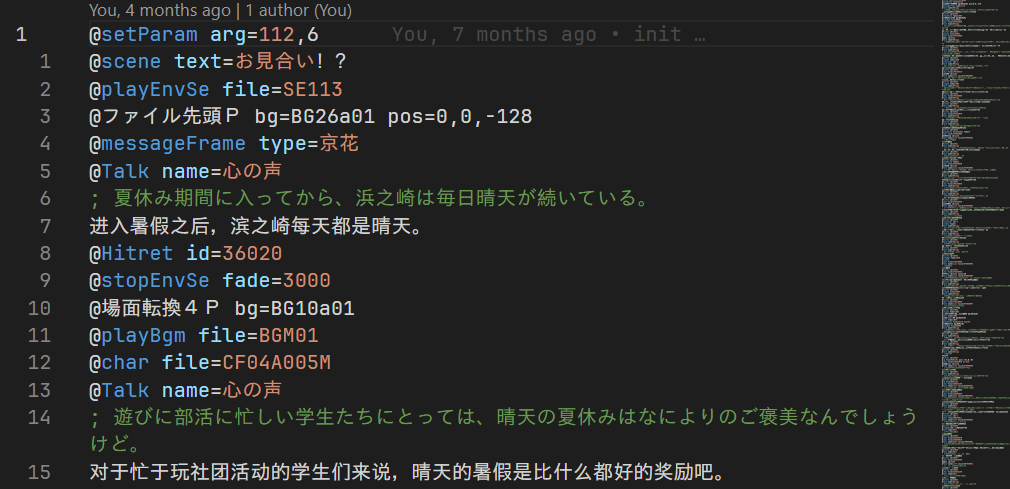 You, 4 months ago | 1 author (You)
1 @setParam arg=112,6 You, 7 months ago • init …
1 @scene text=お見合い！？
2 @playEnvSe file=SE113
3 @ファイル先頭Ｐ bg=BG26a01 pos=0,0,-128
4 @messageFrame type=京花
5 @Talk name=心の声
6 ; 夏休み期間に入ってから、浜之崎は毎日晴天が続いている。
7 进入暑假之后，滨之崎每天都是晴天。
8 @Hitret id=36020
9 @stopEnvSe fade=3000
10 @場面転換４Ｐ bg=BG10a01
11 @playBgm file=BGM01
12 @char file=CF04A005M
13 @Talk name=心の声
14 ; 遊びに部活に忙しい学生たちにとっては、晴天の夏休みはなによりのご褒美なんでしょう
けど。
15 对于忙于玩社团活动的学生们来说，晴天的暑假是比什么都好的奖励吧。